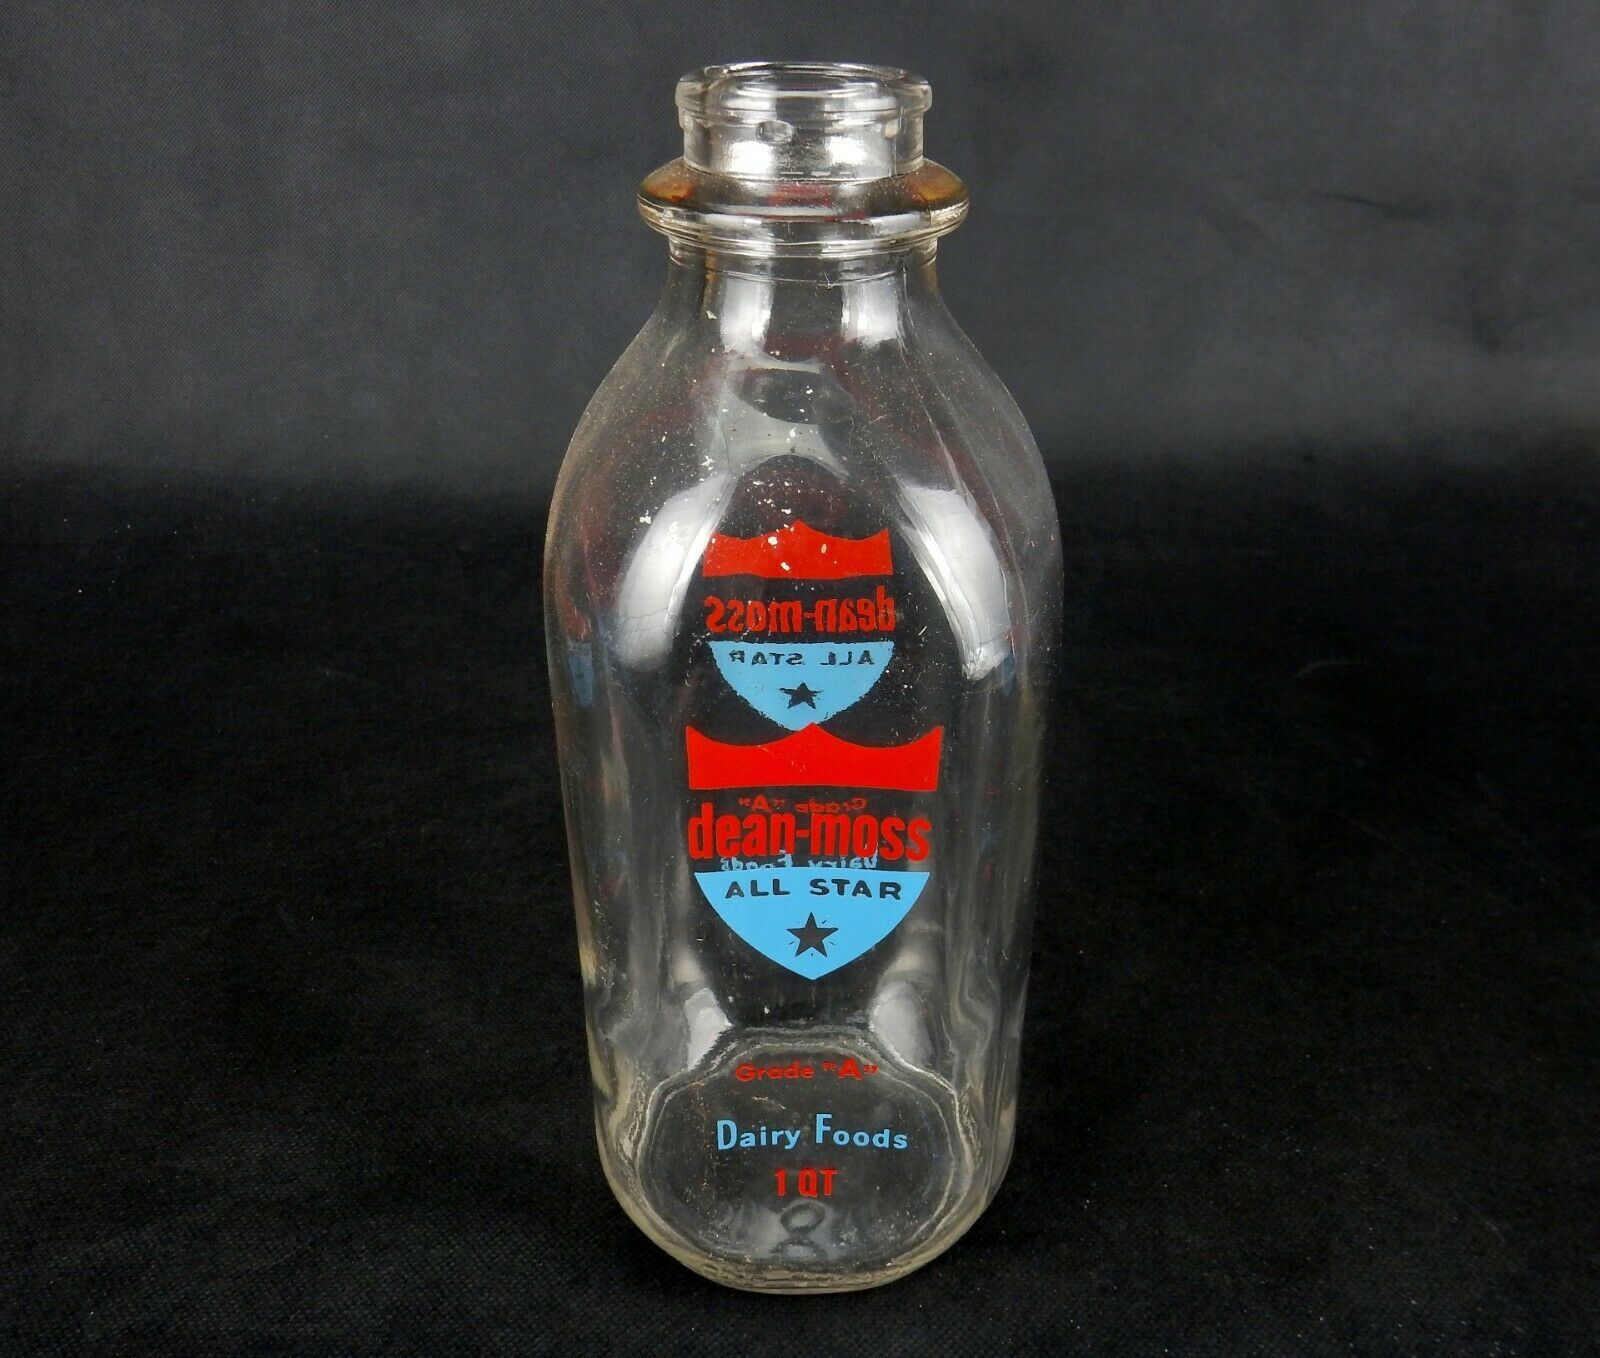 dean-moss
ALL STAR
dean-moss
ALL STAR
Grade "A"
Dairy Foods
Grade "A"
Dairy Foods
1 QT